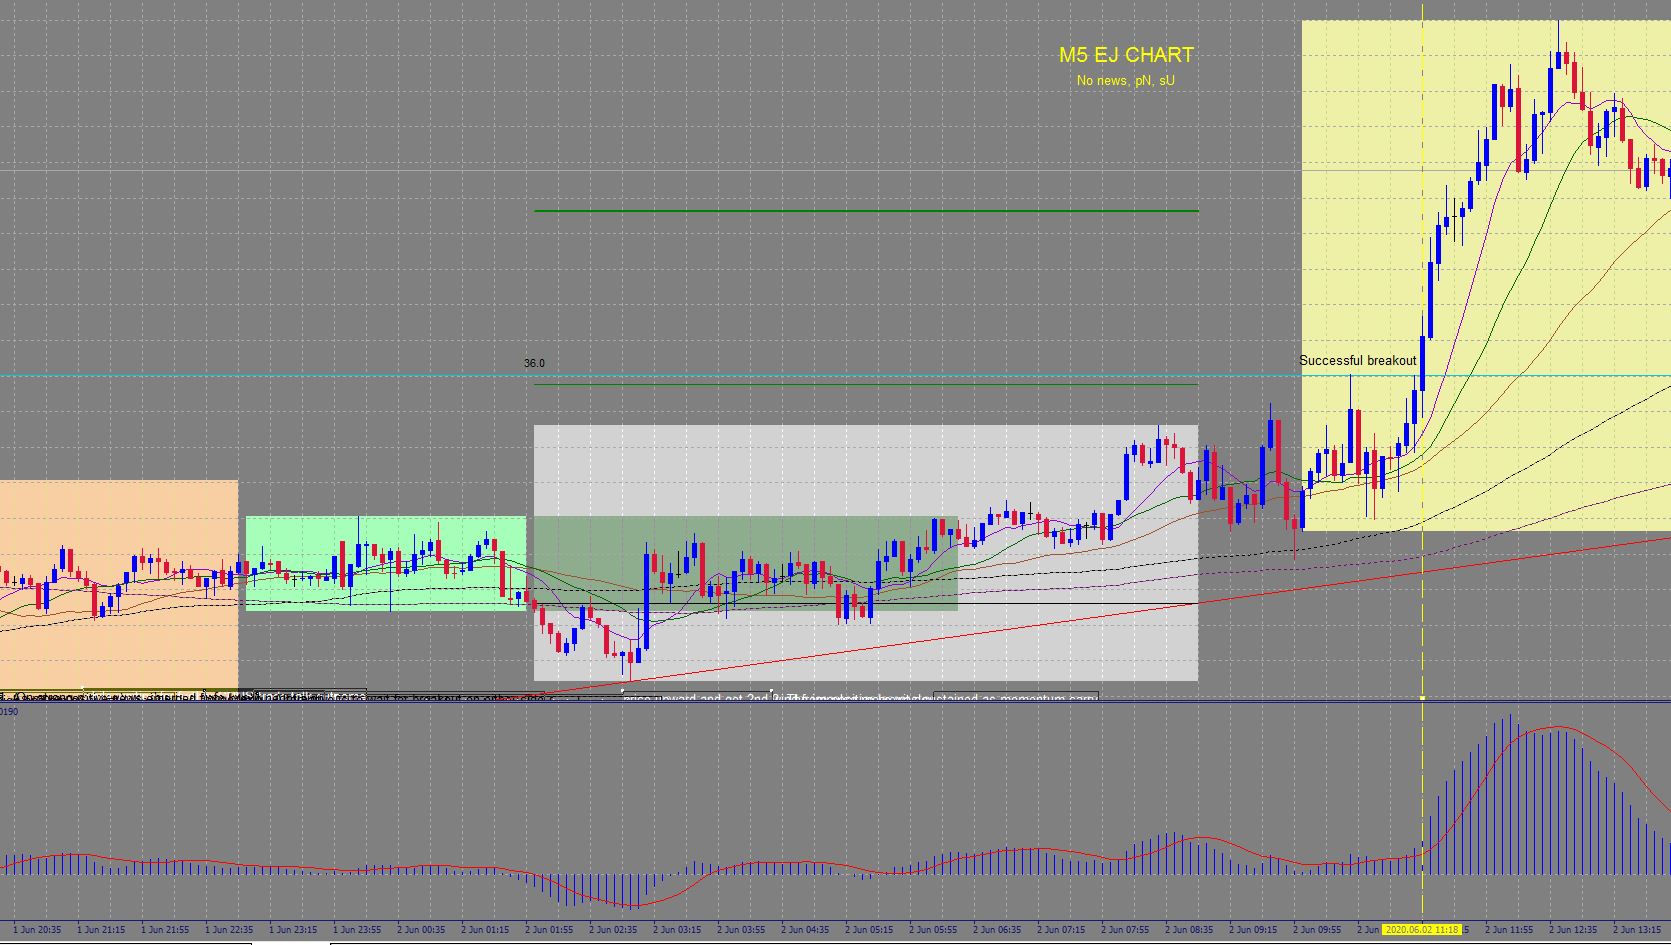 M5 EJ CHART
No news, pN, sU
36.0
Successful breakout
0190
1 Jun 20:35 1 Jun 21:15 1 Jun 21:55 1 Jun 22:35 1 Jun 23:15 1 Jun 23:55 2 Jun 00:35 2 Jun 01:15 2 Jun 01:55 2 Jun 02:35 2 Jun 03:15 2 Jun 03:55 2 Jun 04:35 2 Jun 05:15 2 Jun 05:55 2 Jun 06:35 2 Jun 07:15 2 Jun 07:55 2 Jun 08:35 2 Jun 09:15 2 Jun 09:55 2 Jun 2020.06.02 11:18 5 2 Jun 11:55 2 Jun 12:35 2 Jun 13:15